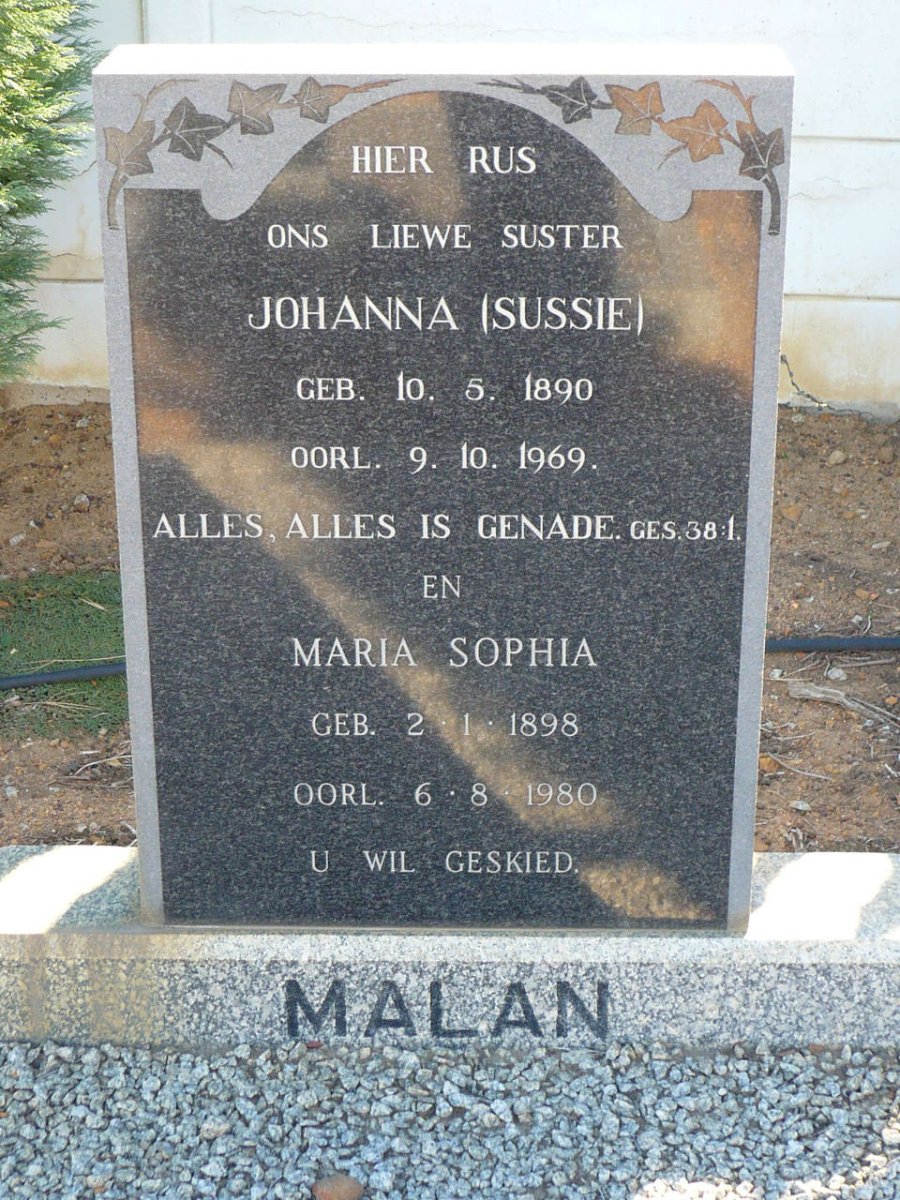 HIER RUS
ONS LIEWE SUSTER
JOHANNA (SUSSIE)
GEB. 10. 5. 1890
OORL. 9. 10. 1969.
ALLES, ALLES IS GENADE. GES. 38:1.
EN
MARIA SOPHIA
GEB. 2·1·1898
OORL. 6·8·1980
U WIL GESKIED.
MALAN